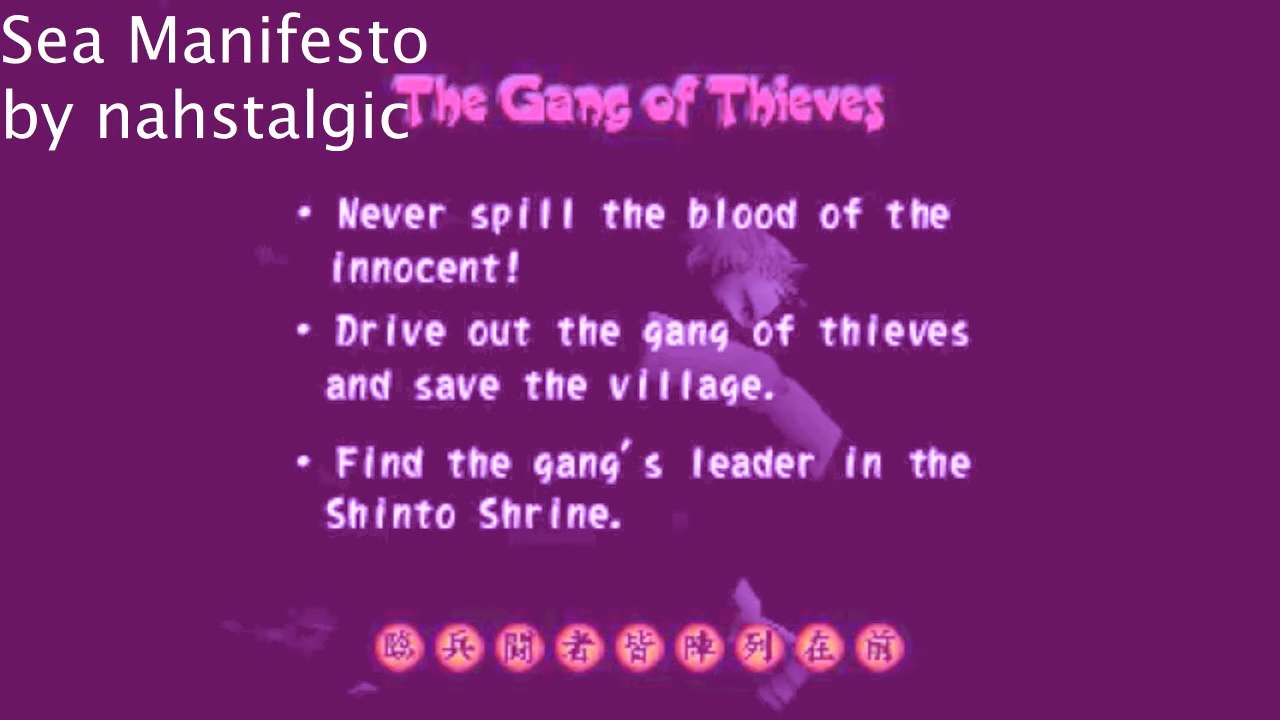 Sea Manifesto
by nahstalgic
The Gang of Thieves
• Never spill the blood of the
innocent!
• Drive out the gang of thieves
and save the village.
• Find the gang's leader in the
Shinto Shrine.
臨兵闘者皆陣列在前